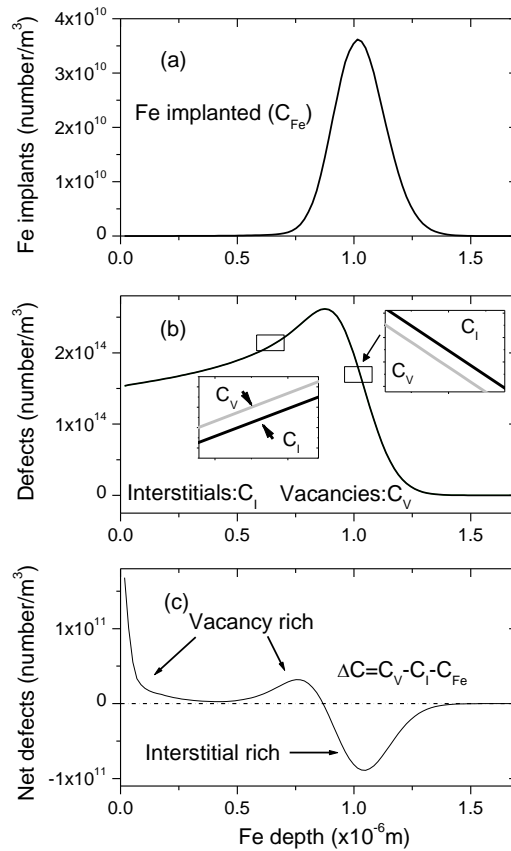 4x10^10
3x10^10
2x10^10
1x10^10
0
Fe implants (number/m^3)
(a)
Fe implanted (C_Fe)
0.0 0.5 1.0 1.5
2x10^14
1x10^14
0
Defects (number/m^3)
(b)
C_I
C_V
C_V
C_I
Interstitials:C_I Vacancies:C_V
0.0 0.5 1.0 1.5
1x10^11
0
-1x10^11
Net defects (number/m^3)
(c)
Vacancy rich
ΔC=C_V-C_I-C_Fe
Interstitial rich
0.0 0.5 1.0 1.5
Fe depth (x10^-6m)